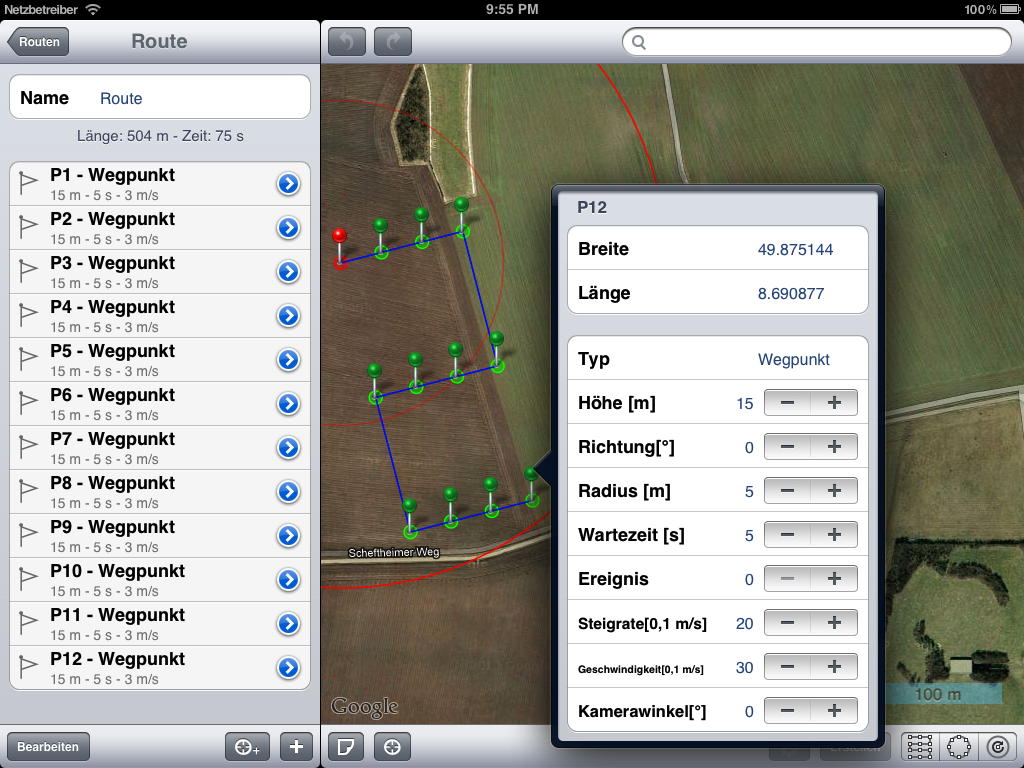 Netzbetreiber 9:55 PM 100%
Routen Route
Name Route
Länge: 504 m - Zeit: 75 s
P1 - Wegpunkt
15 m - 5 s - 3 m/s
P2 - Wegpunkt
15 m - 5 s - 3 m/s
P3 - Wegpunkt
15 m - 5 s - 3 m/s
P4 - Wegpunkt
15 m - 5 s - 3 m/s
P5 - Wegpunkt
15 m - 5 s - 3 m/s
P6 - Wegpunkt
15 m - 5 s - 3 m/s
P7 - Wegpunkt
15 m - 5 s - 3 m/s
P8 - Wegpunkt
15 m - 5 s - 3 m/s
P9 - Wegpunkt
15 m - 5 s - 3 m/s
P10 - Wegpunkt
15 m - 5 s - 3 m/s
P11 - Wegpunkt
15 m - 5 s - 3 m/s
P12 - Wegpunkt
15 m - 5 s - 3 m/s
Bearbeiten
Scheftheimer Weg
Google
P12
Breite 49.875144
Länge 8.690877
Typ Wegpunkt
Höhe [m] 15 − +
Richtung[°] 0 − +
Radius [m] 5 − +
Wartezeit [s] 5 − +
Ereignis 0 − +
Steigrate[0,1 m/s] 20 − +
Geschwindigkeit[0,1 m/s] 30 − +
Kamerawinkel[°] 0 − +
100 m
Erstellen